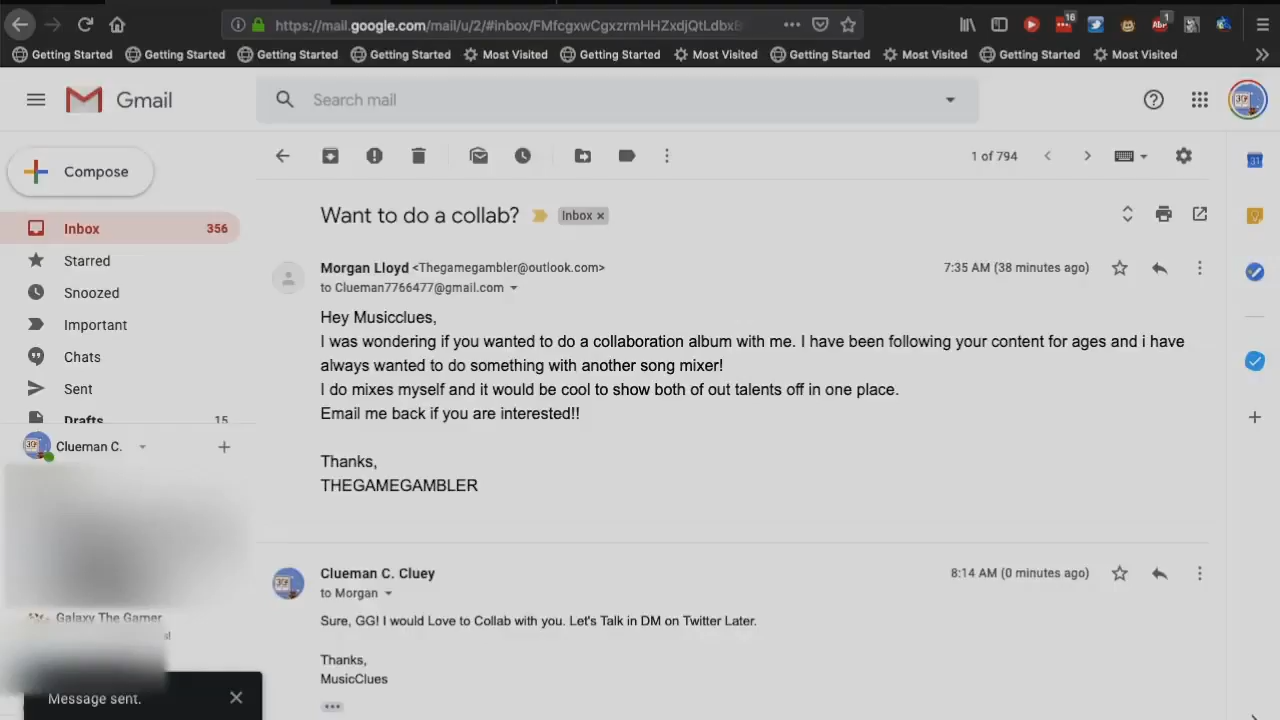 https://mail.google.com/mail/u/2/#inbox/FMfcgxwCgxzrmHHZxdjQtLdbx
16
1
Getting Started Getting Started Getting Started Getting Started Most Visited Getting Started Most Visited Getting Started Most Visited Getting Started Most Visited
Gmail
Search mail
Compose
1 of 794
Inbox 356
Starred
Snoozed
Important
Chats
Sent
Drafts 15
Clueman C.
Galaxy The Gamer
Message sent.
Want to do a collab? Inbox ×
Morgan Lloyd <Thegamegambler@outlook.com> 7:35 AM (38 minutes ago)
to Clueman7766477@gmail.com
Hey Musicclues,
I was wondering if you wanted to do a collaboration album with me. I have been following your content for ages and i have
always wanted to do something with another song mixer!
I do mixes myself and it would be cool to show both of out talents off in one place.
Email me back if you are interested!!
Thanks,
THEGAMEGAMBLER
Clueman C. Cluey 8:14 AM (0 minutes ago)
to Morgan
Sure, GG! I would Love to Collab with you. Let's Talk in DM on Twitter Later.
Thanks,
MusicClues
31